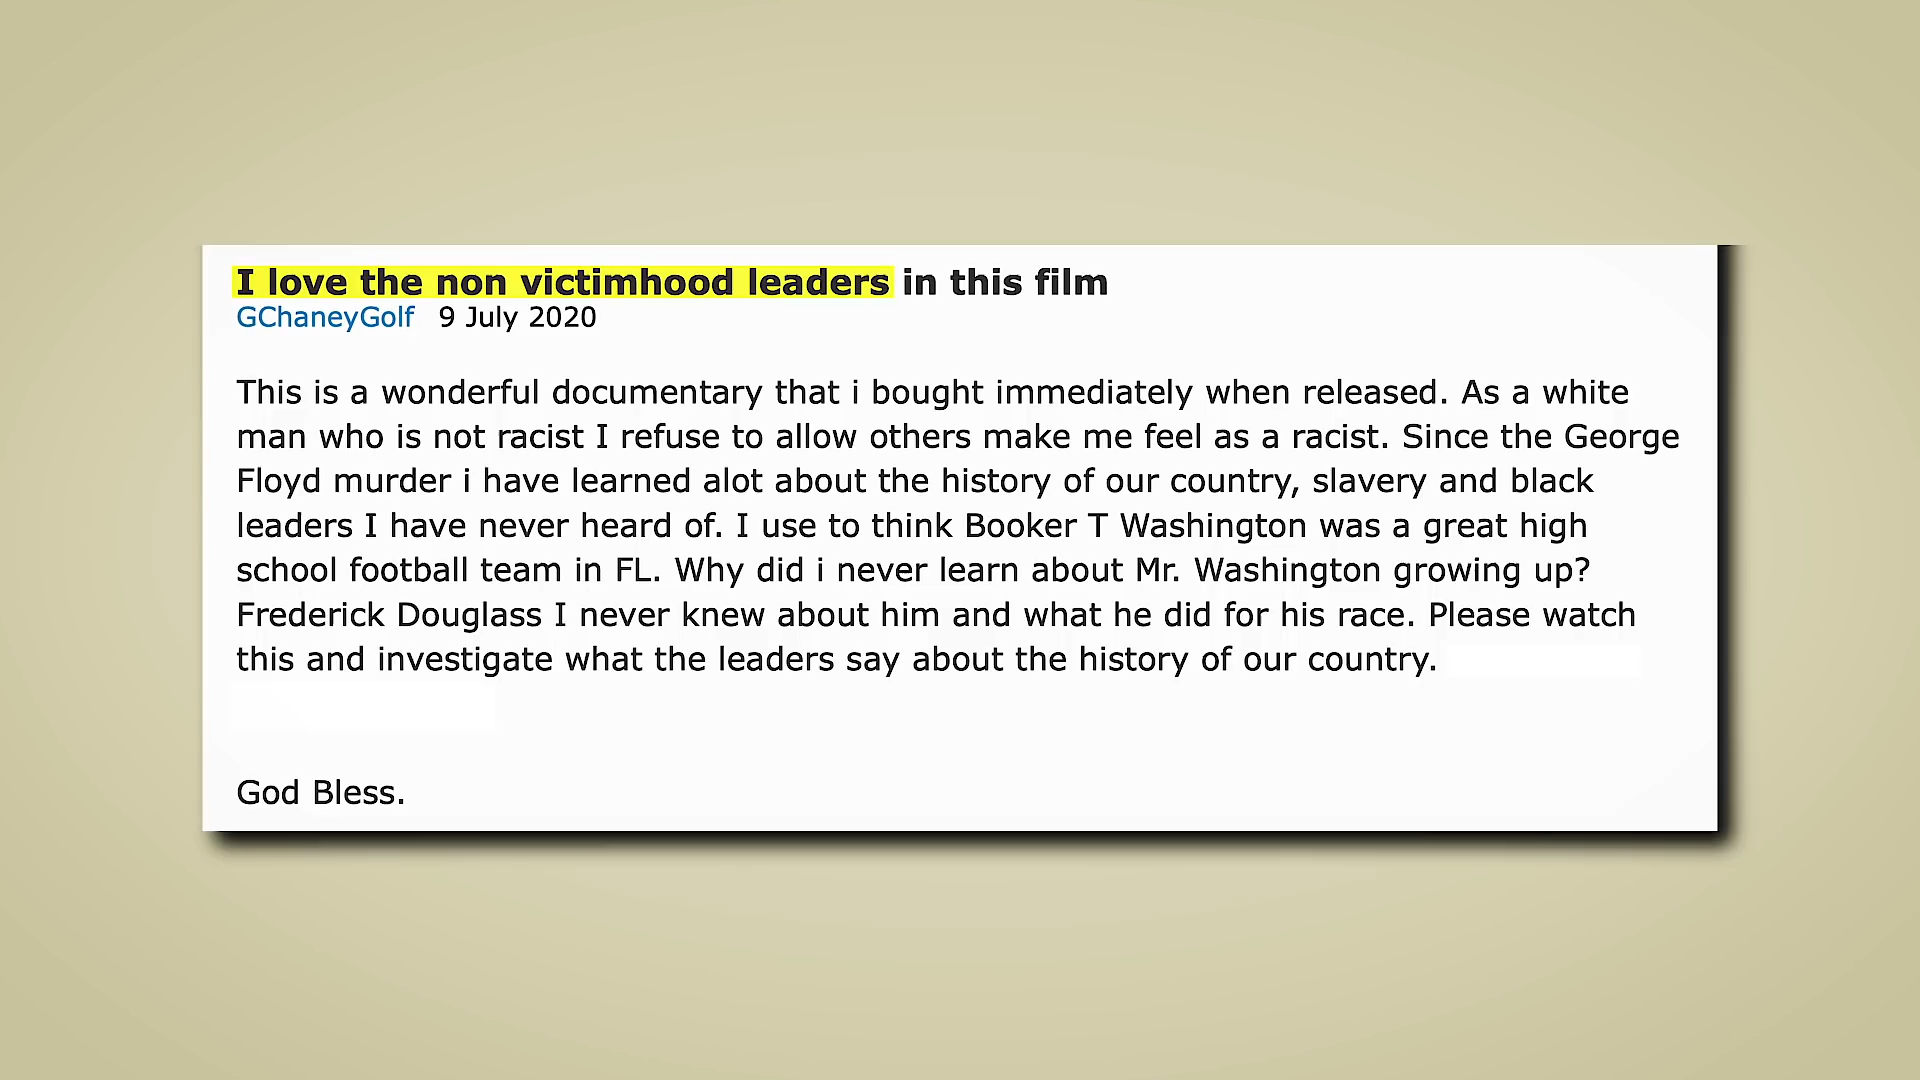 I love the non victimhood leaders in this film
GChaneyGolf 9 July 2020
This is a wonderful documentary that i bought immediately when released. As a white
man who is not racist I refuse to allow others make me feel as a racist. Since the George
Floyd murder i have learned alot about the history of our country, slavery and black
leaders I have never heard of. I use to think Booker T Washington was a great high
school football team in FL. Why did i never learn about Mr. Washington growing up?
Frederick Douglass I never knew about him and what he did for his race. Please watch
this and investigate what the leaders say about the history of our country.
God Bless.